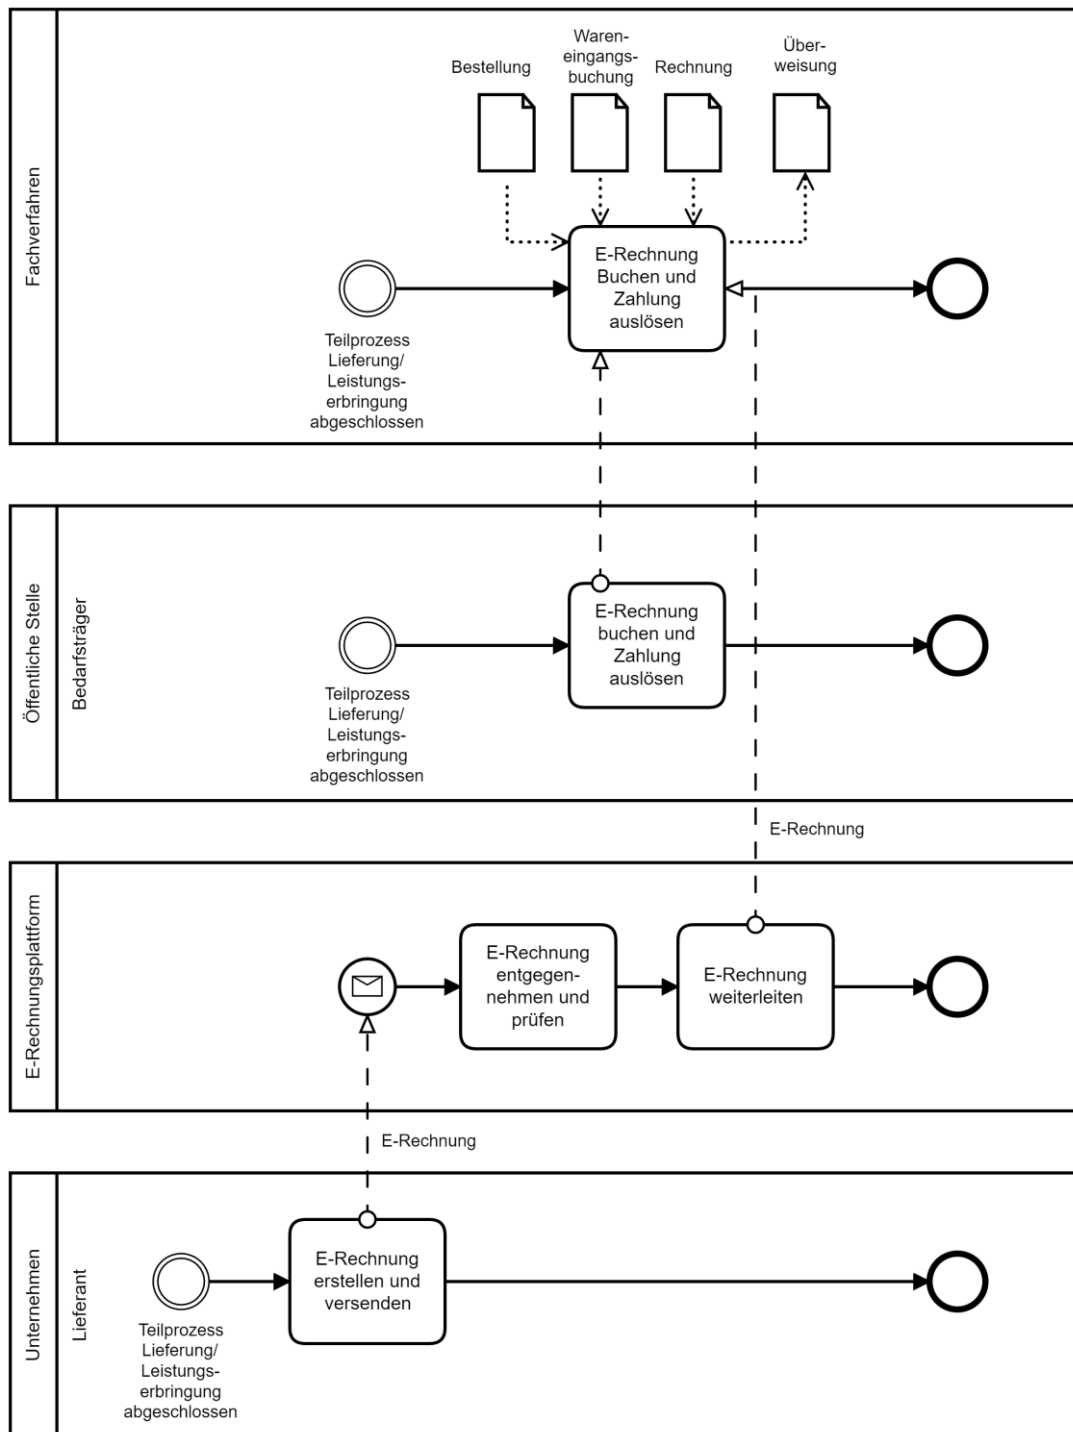 Fachverfahren
Bestellung
Waren-
eingangs-
buchung
Rechnung
Über-
weisung
E-Rechnung
Buchen und
Zahlung
auslösen
Teilprozess
Lieferung/
Leistungs-
erbringung
abgeschlossen
Öffentliche Stelle
Bedarfsträger
E-Rechnung
buchen und
Zahlung
auslösen
Teilprozess
Lieferung/
Leistungs-
erbringung
abgeschlossen
E-Rechnung
E-Rechnungsplattform
E-Rechnung
entgegen-
nehmen und
prüfen
E-Rechnung
weiterleiten
E-Rechnung
Unternehmen
Lieferant
E-Rechnung
erstellen und
versenden
Teilprozess
Lieferung/
Leistungs-
erbringung
abgeschlossen